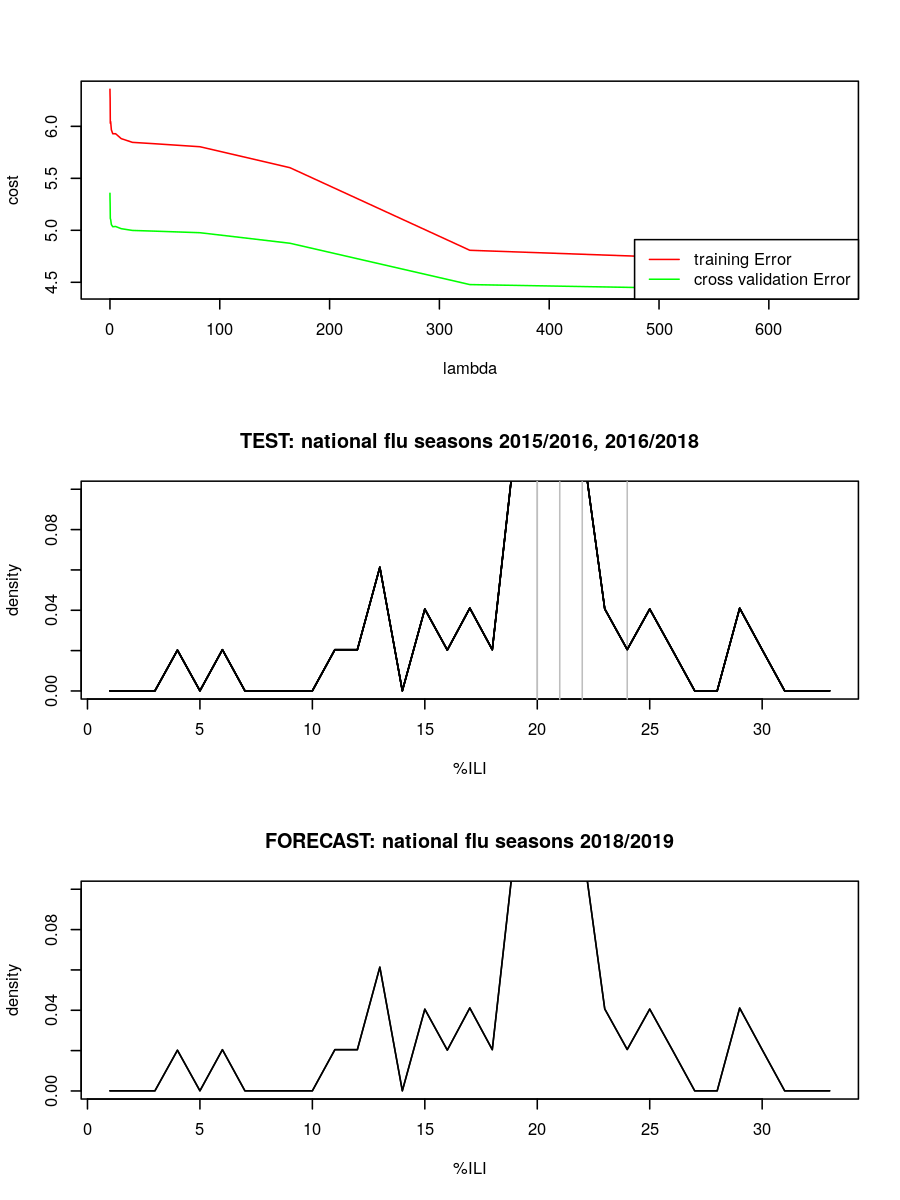 6.0
5.5
5.0
4.5
cost
training Error
cross validation Error
0 100 200 300 400 500 600
lambda
TEST: national flu seasons 2015/2016, 2016/2018
0.08
0.04
0.00
density
0 5 10 15 20 25 30
%ILI
FORECAST: national flu seasons 2018/2019
0.08
0.04
0.00
density
0 5 10 15 20 25 30
%ILI